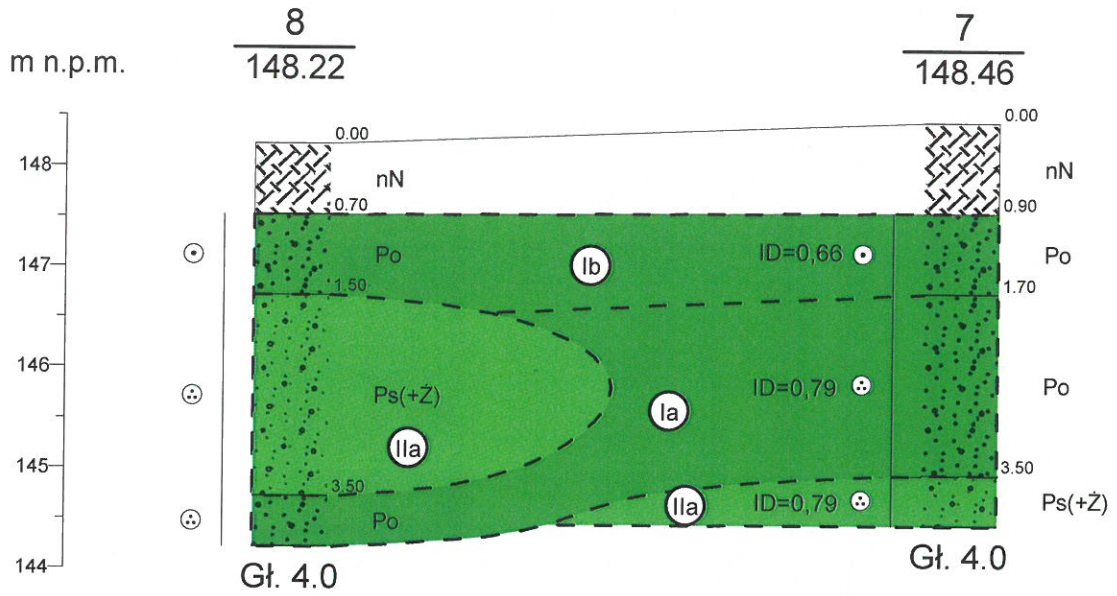 8
148.22
7
148.46
m n.p.m.
0.00
0.00
148
nN
nN
0.70
0.90
147
Po
Ib
ID=0,66
Po
1.50
1.70
146
Ps(+Ż)
ID=0,79
Po
Ia
IIa
145
3.50
3.50
Po
IIa
ID=0,79
Ps(+Ż)
144
Gł. 4.0
Gł. 4.0